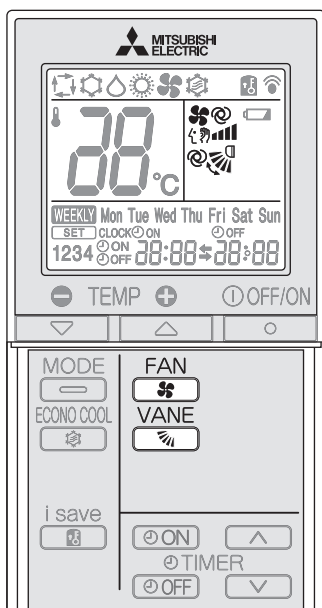 MITSUBISHI
ELECTRIC
88 °C
WEEKLY Mon Tue Wed Thu Fri Sat Sun
SET CLOCK ON OFF
1234 ON OFF 88:88 88:88
TEMP OFF/ON
MODE FAN
ECONO COOL VANE
i save
ON
TIMER
OFF